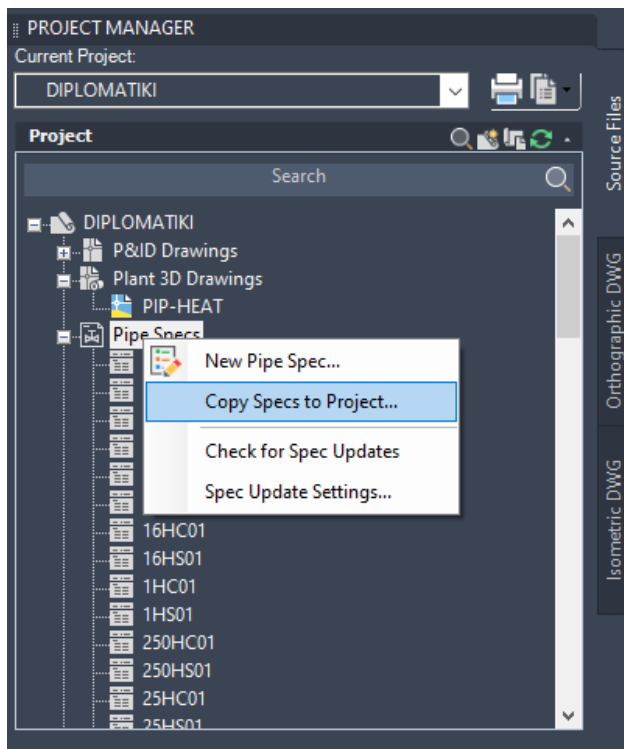 PROJECT MANAGER
Current Project:
DIPLOMATIKI
Project
Search
DIPLOMATIKI
P&ID Drawings
Plant 3D Drawings
PIP-HEAT
Pipe Specs
New Pipe Spec...
Copy Specs to Project...
Check for Spec Updates
Spec Update Settings...
16HC01
16HS01
1HC01
1HS01
250HC01
250HS01
25HC01
25HS01
Source Files
Orthographic DWG
Isometric DWG